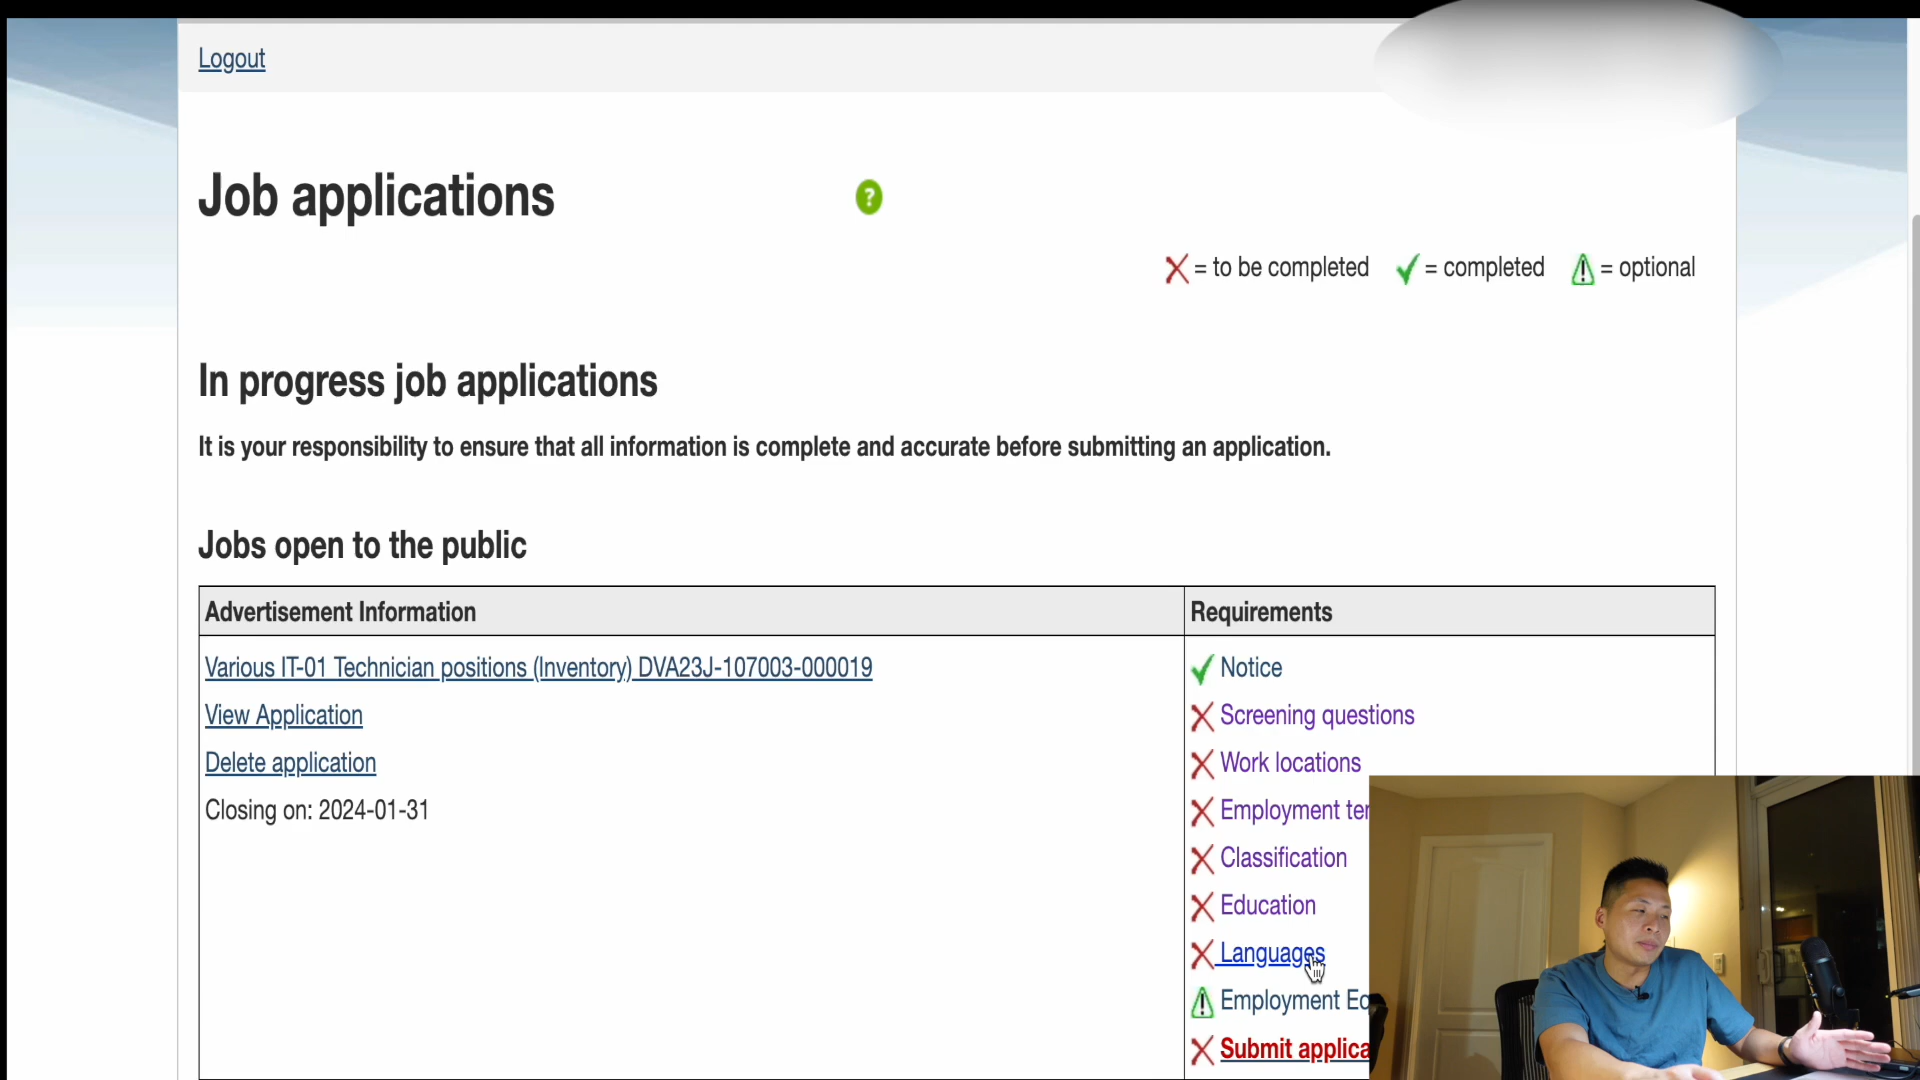 Logout
Job applications
= to be completed = completed = optional
In progress job applications
It is your responsibility to ensure that all information is complete and accurate before submitting an application.
Jobs open to the public
Advertisement Information
Requirements
Various IT-01 Technician positions (Inventory) DVA23J-107003-000019
View Application
Delete application
Closing on: 2024-01-31
Notice
Screening questions
Work locations
Employment
Classification
Education
Languages
Employment
Submit